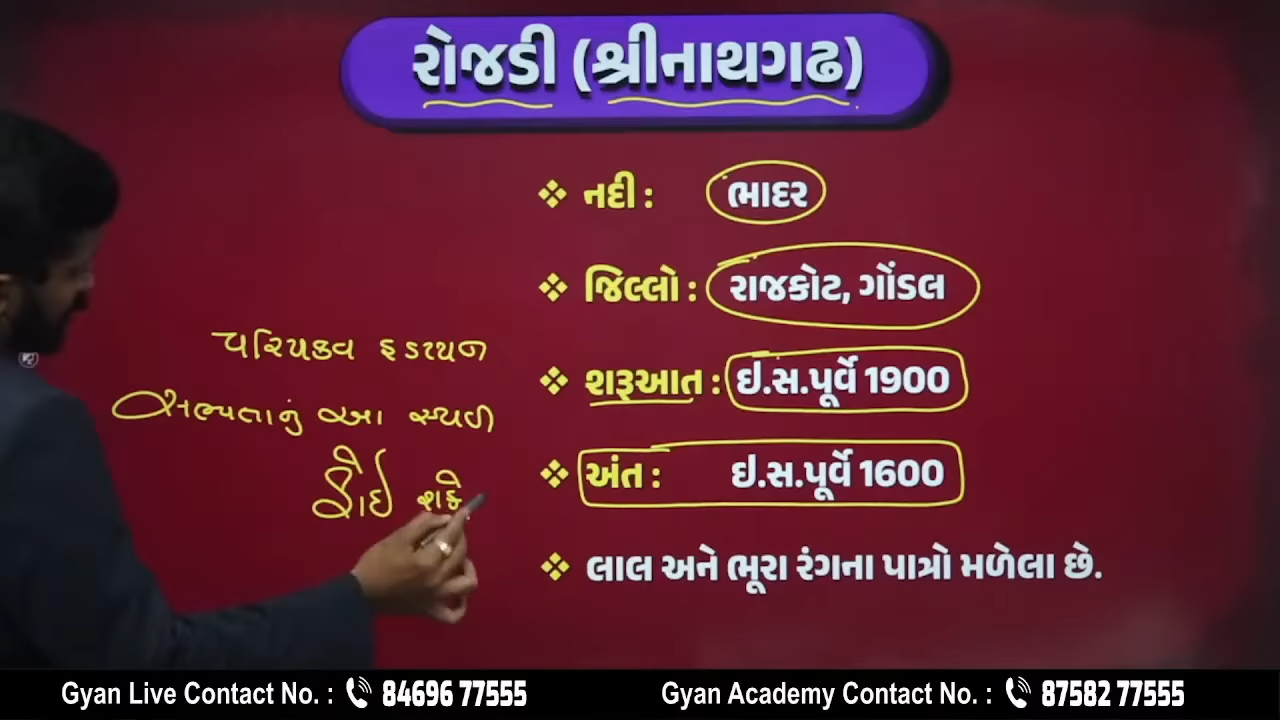 રોજડી (શ્રીનાથગઢ)
❖ નદી : ભાદર
❖ જિલ્લો : રાજકોટ, ગોંડલ
❖ શરૂઆત : ઇ.સ.પૂર્વે 1900
❖ અંત : ઇ.સ.પૂર્વે 1600
❖ લાલ અને ભૂરા રંગના પાત્રો મળેલા છે.
પરિપક્વ હડપ્પન
સભ્યતાનું આ સ્થળ
હોઈ શકે
Gyan Live Contact No. : 84696 77555
Gyan Academy Contact No. : 87582 77555